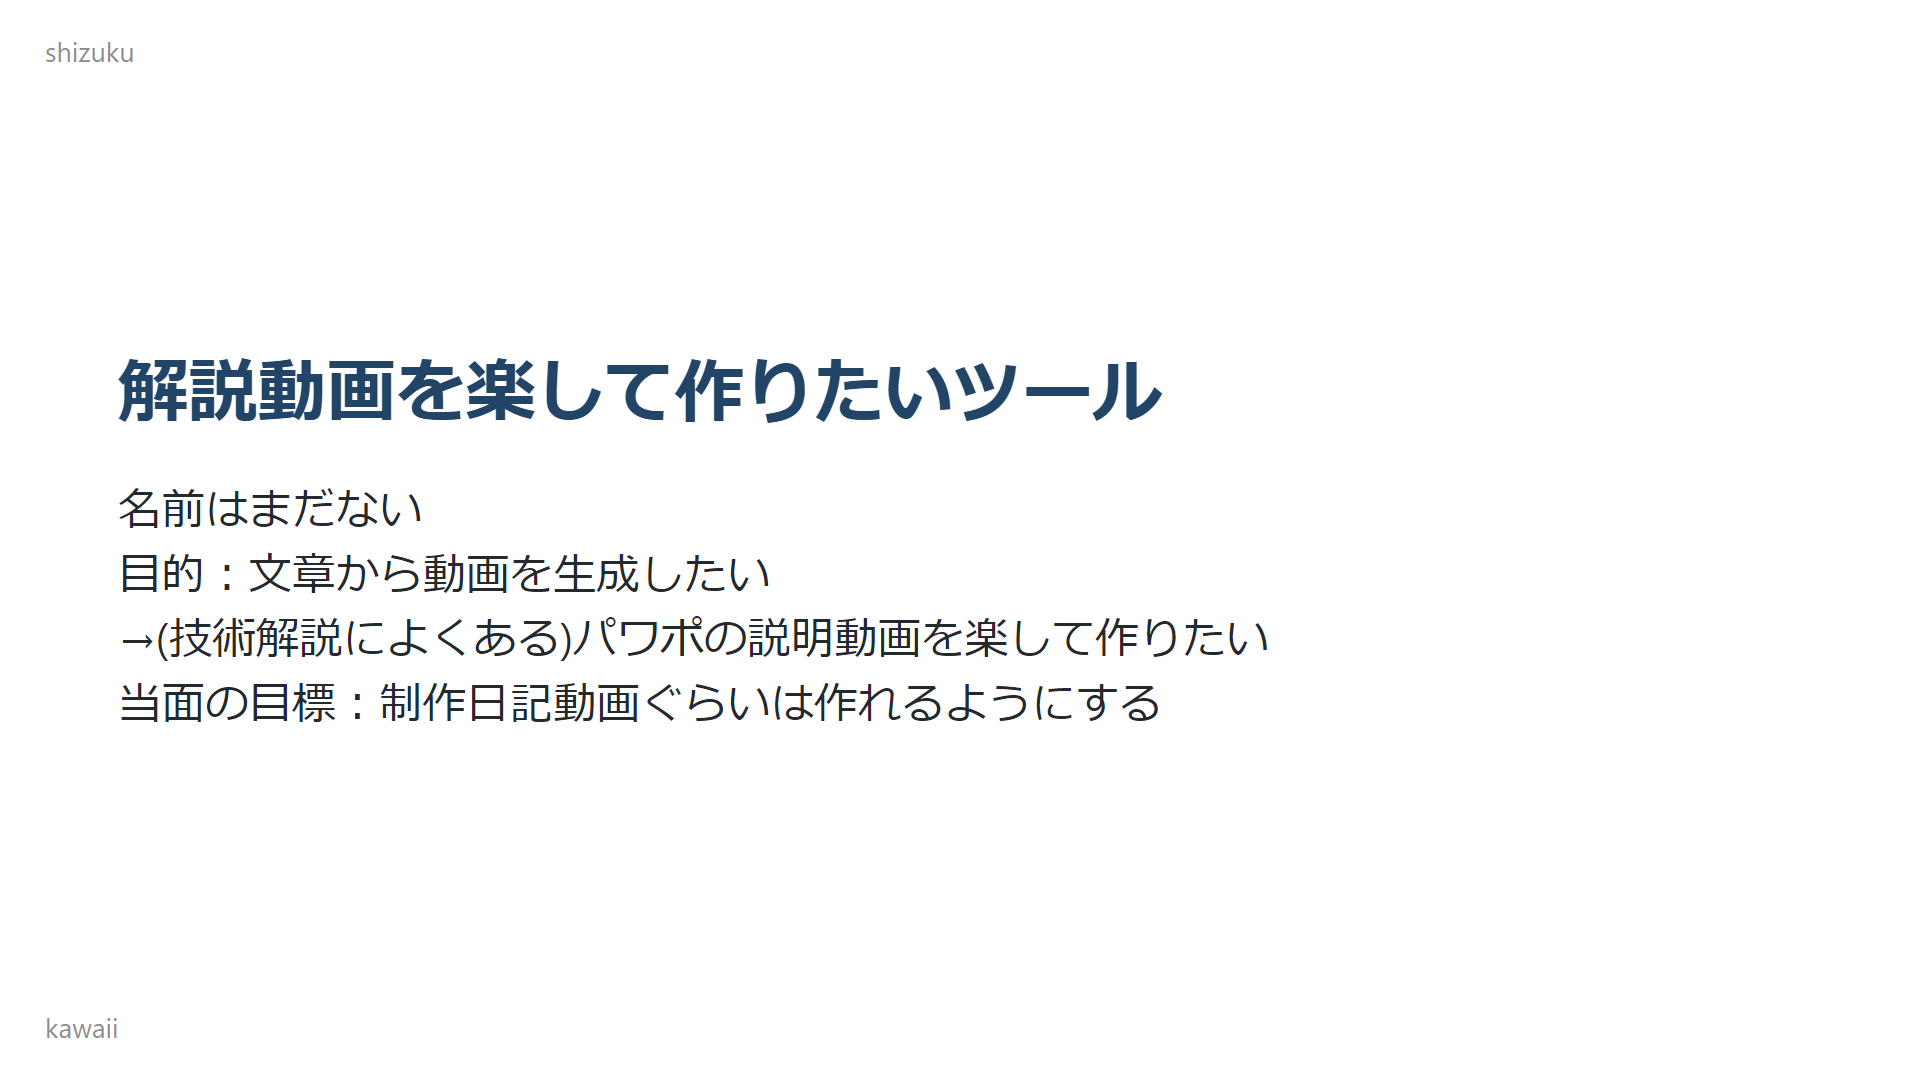 shizuku
解説動画を楽して作りたいツール
名前はまだない
目的：文章から動画を生成したい
→(技術解説によくある)パワポの説明動画を楽して作りたい
当面の目標：制作日記動画ぐらいは作れるようにする
kawaii